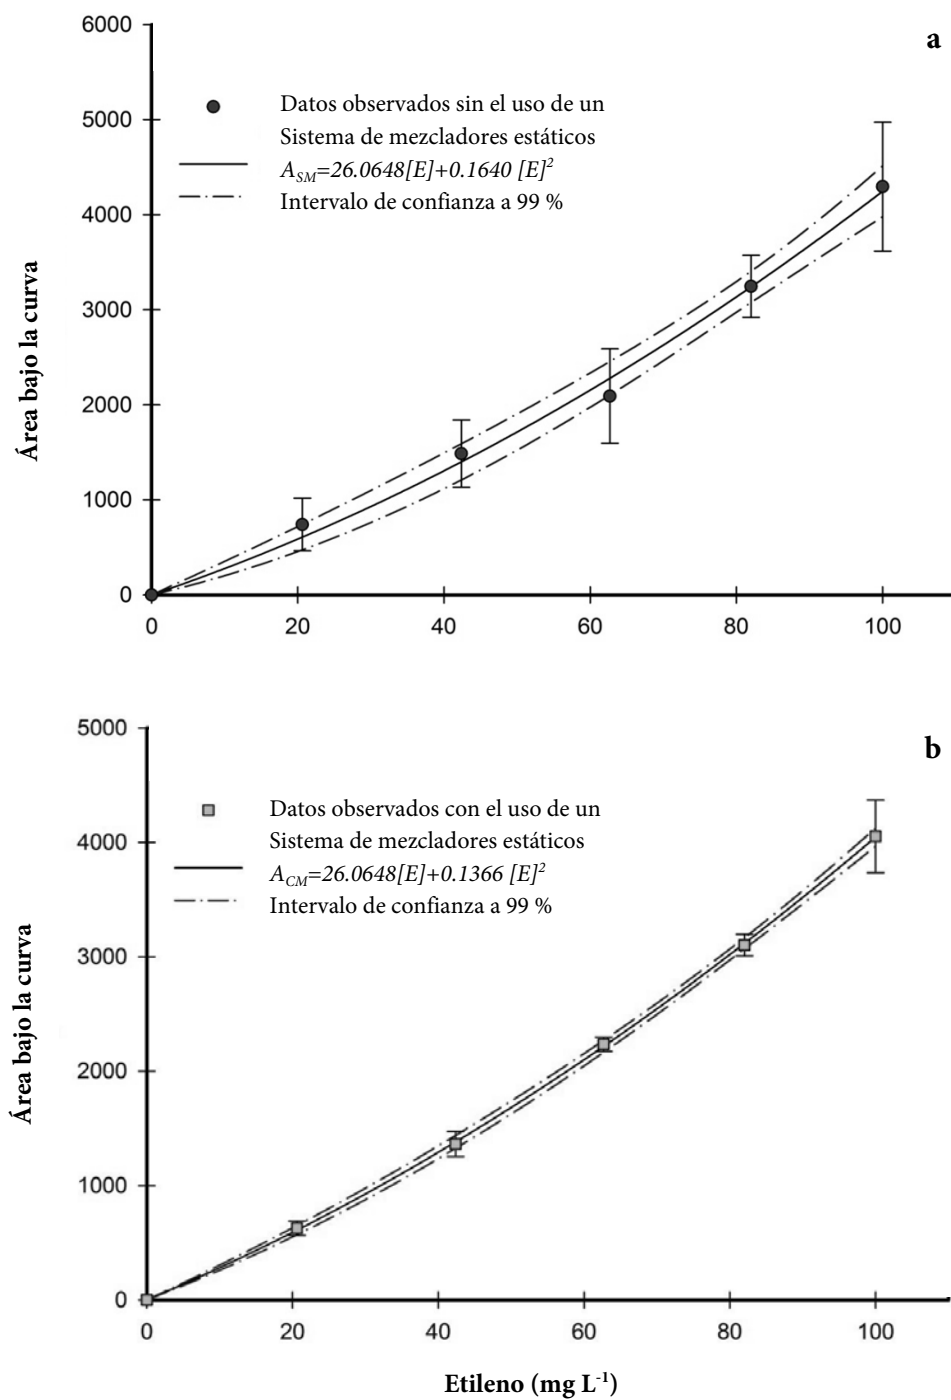 a
6000
5000
4000
3000
2000
1000
0
Área bajo la curva
Datos observados sin el uso de un
Sistema de mezcladores estáticos
A_SM=26.0648[E]+0.1640 [E]²
Intervalo de confianza a 99 %
0 20 40 60 80 100
b
5000
4000
3000
2000
1000
0
Área bajo la curva
Datos observados con el uso de un
Sistema de mezcladores estáticos
A_CM=26.0648[E]+0.1366 [E]²
Intervalo de confianza a 99 %
0 20 40 60 80 100
Etileno (mg L⁻¹)